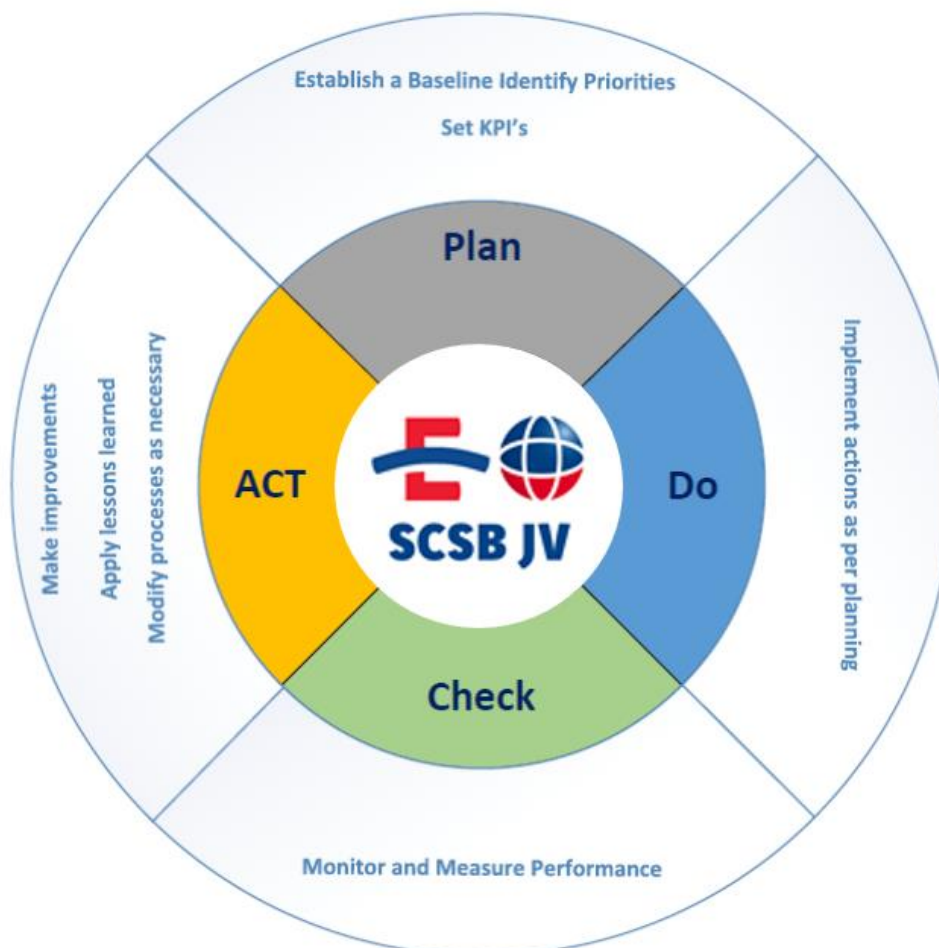 Establish a Baseline Identify Priorities
Set KPI's
Plan
Do
Implement actions as per planning
Check
Monitor and Measure Performance
ACT
Make improvements
Apply lessons learned
Modify processes as necessary
E
SCSB JV